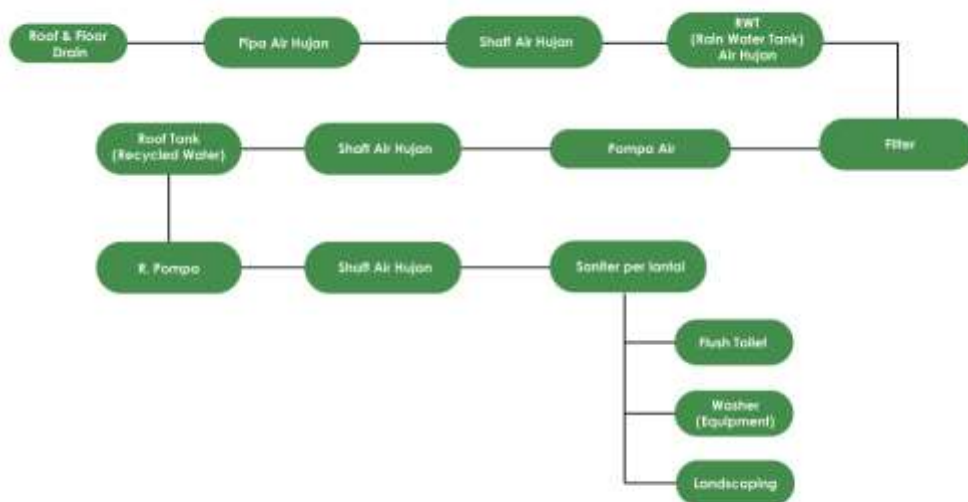 Roof & Floor
Drain
Pipa Air Hujan
Shaft Air Hujan
RWT
(Rain Water Tank)
Air Hujan
Roof Tank
(Recycled Water)
Shaft Air Hujan
Pompa Air
Filter
R. Pompa
Shaft Air Hujan
Saniter per lantai
Flush Toilet
Washer
(Equipment)
Landscaping